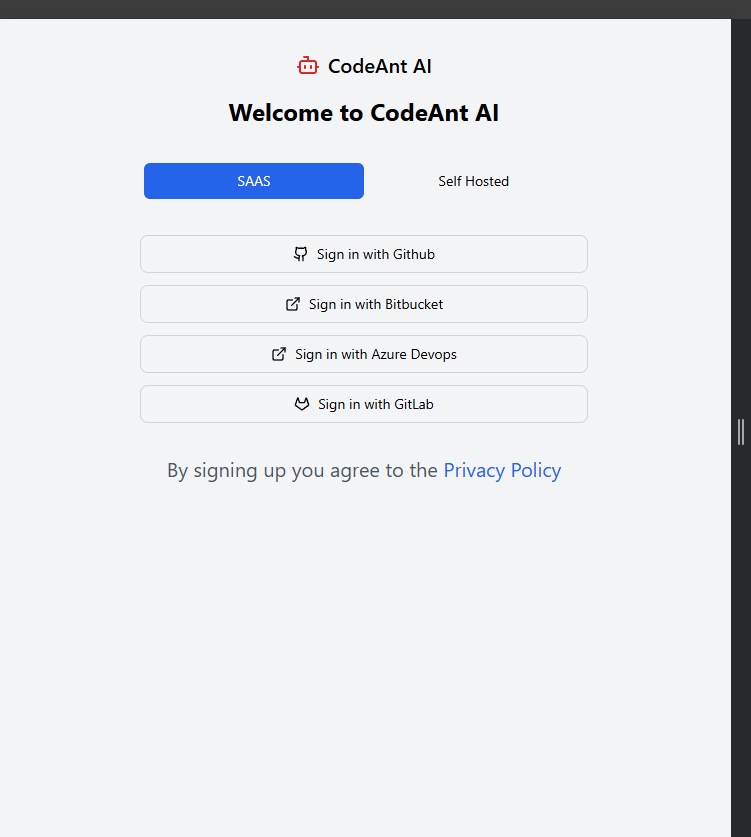 CodeAnt AI
Welcome to CodeAnt AI
SAAS Self Hosted
Sign in with Github
Sign in with Bitbucket
Sign in with Azure Devops
Sign in with GitLab
By signing up you agree to the Privacy Policy